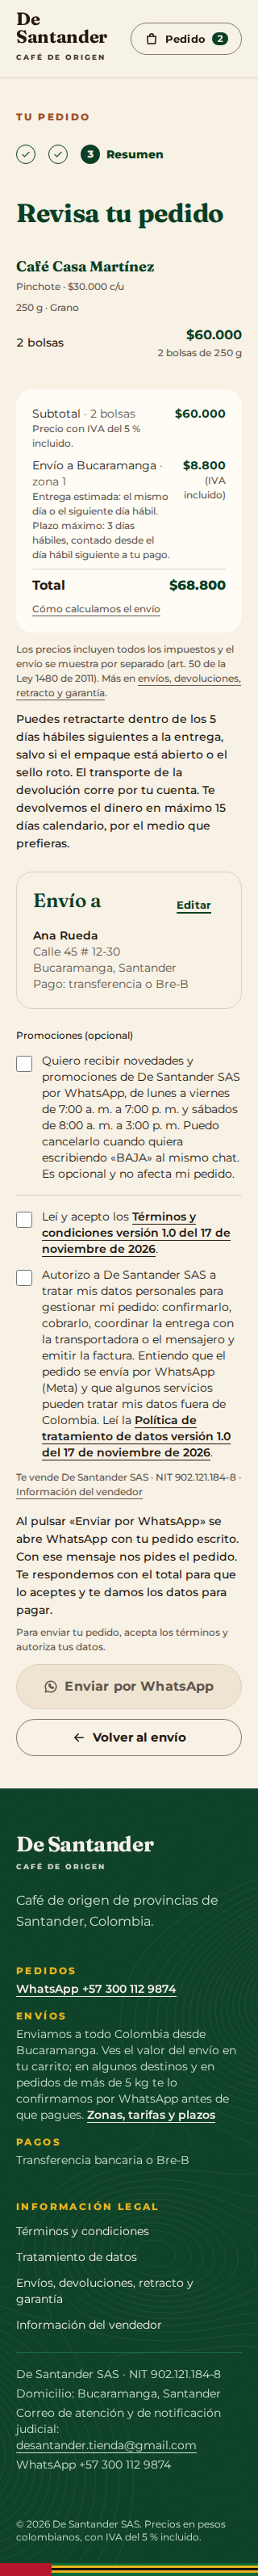 De
Santander
CAFÉ DE ORIGEN
Pedido 2
TU PEDIDO
3 Resumen
Revisa tu pedido
Café Casa Martínez
Pinchote · $30.000 c/u
250 g · Grano
2 bolsas
$60.000
2 bolsas de 250 g
Subtotal · 2 bolsas
$60.000
Precio con IVA del 5 %
incluido.
Envío a Bucaramanga ·
zona 1
$8.800
(IVA
incluido)
Entrega estimada: el mismo
día o el siguiente día hábil.
Plazo máximo: 3 días
hábiles, contado desde el
día hábil siguiente a tu pago.
Total
$68.800
Cómo calculamos el envío
Los precios incluyen todos los impuestos y el
envío se muestra por separado (art. 50 de la
Ley 1480 de 2011). Más en envíos, devoluciones,
retracto y garantía.
Puedes retractarte dentro de los 5
días hábiles siguientes a la entrega,
salvo si el empaque está abierto o el
sello roto. El transporte de la
devolución corre por tu cuenta. Te
devolvemos el dinero en máximo 15
días calendario, por el medio que
prefieras.
Envío a
Editar
Ana Rueda
Calle 45 # 12-30
Bucaramanga, Santander
Pago: transferencia o Bre-B
Promociones (opcional)
Quiero recibir novedades y
promociones de De Santander SAS
por WhatsApp, de lunes a viernes
de 7:00 a. m. a 7:00 p. m. y sábados
de 8:00 a. m. a 3:00 p. m. Puedo
cancelarlo cuando quiera
escribiendo «BAJA» al mismo chat.
Es opcional y no afecta mi pedido.
Leí y acepto los Términos y
condiciones versión 1.0 del 17 de
noviembre de 2026.
Autorizo a De Santander SAS a
tratar mis datos personales para
gestionar mi pedido: confirmarlo,
cobrarlo, coordinar la entrega con
la transportadora o el mensajero y
emitir la factura. Entiendo que el
pedido se envía por WhatsApp
(Meta) y que algunos servicios
pueden tratar mis datos fuera de
Colombia. Leí la Política de
tratamiento de datos versión 1.0
del 17 de noviembre de 2026.
Te vende De Santander SAS · NIT 902.121.184-8 ·
Información del vendedor
Al pulsar «Enviar por WhatsApp» se
abre WhatsApp con tu pedido escrito.
Con ese mensaje nos pides el pedido.
Te respondemos con el total para que
lo aceptes y te damos los datos para
pagar.
Para enviar tu pedido, acepta los términos y
autoriza tus datos.
Enviar por WhatsApp
← Volver al envío
De Santander
CAFÉ DE ORIGEN
Café de origen de provincias de
Santander, Colombia.
PEDIDOS
WhatsApp +57 300 112 9874
ENVÍOS
Enviamos a todo Colombia desde
Bucaramanga. Ves el valor del envío en
tu carrito; en algunos destinos y en
pedidos de más de 5 kg te lo
confirmamos por WhatsApp antes de
que pagues. Zonas, tarifas y plazos
PAGOS
Transferencia bancaria o Bre-B
INFORMACIÓN LEGAL
Términos y condiciones
Tratamiento de datos
Envíos, devoluciones, retracto y
garantía
Información del vendedor
De Santander SAS · NIT 902.121.184-8
Domicilio: Bucaramanga, Santander
Correo de atención y de notificación
judicial:
desantander.tienda@gmail.com
WhatsApp +57 300 112 9874
© 2026 De Santander SAS. Precios en pesos
colombianos, con IVA del 5 % incluido.